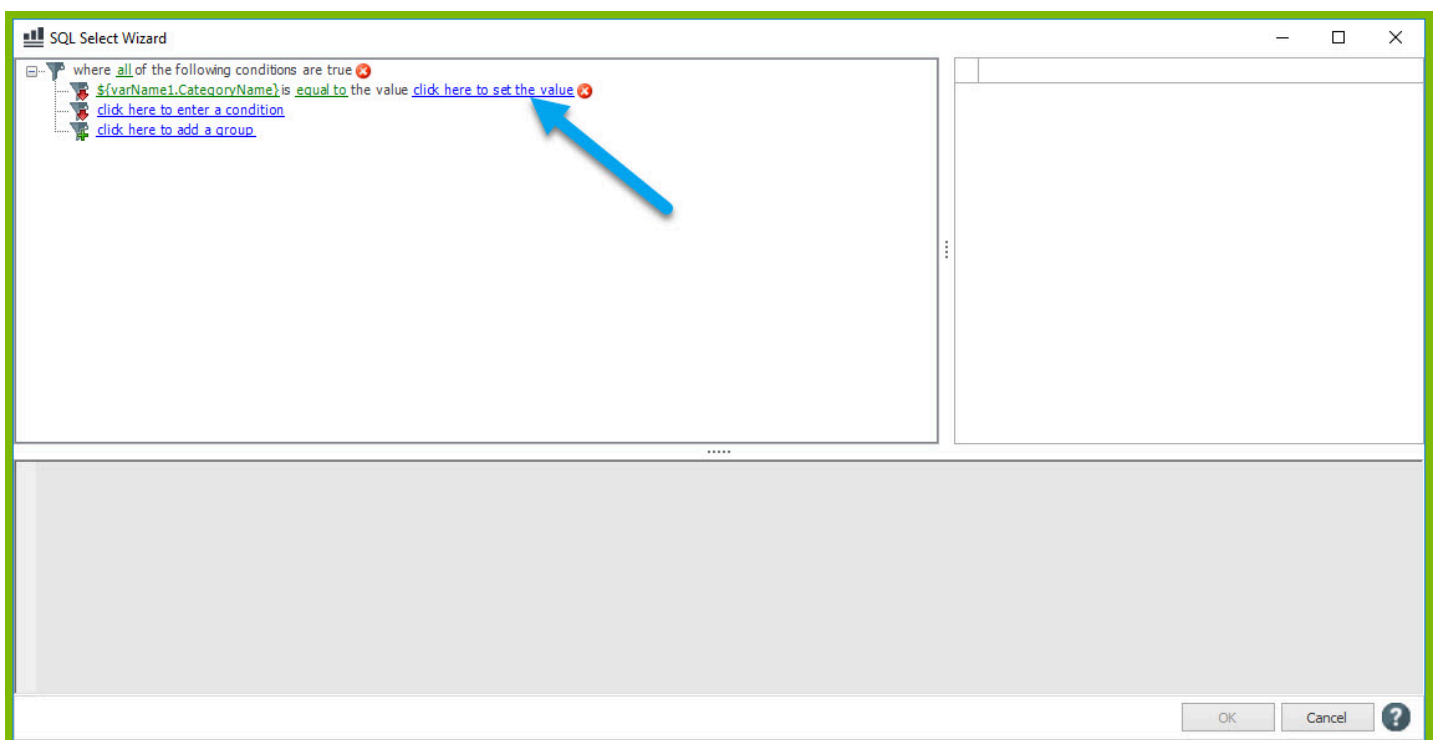 SQL Select Wizard
where all of the following conditions are true
${varName1.CategoryName} is equal to the value click here to set the value
click here to enter a condition
click here to add a group
OK Cancel ?